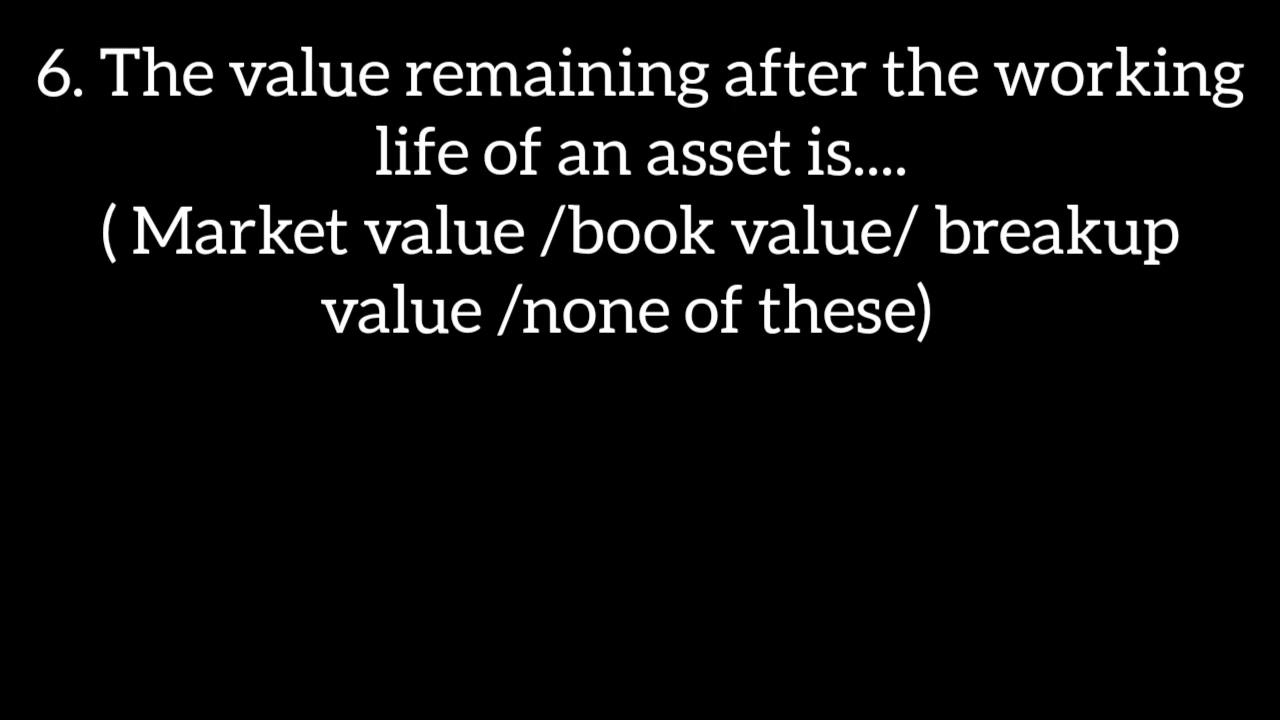 6. The value remaining after the working
life of an asset is....
( Market value /book value/ breakup
value /none of these)